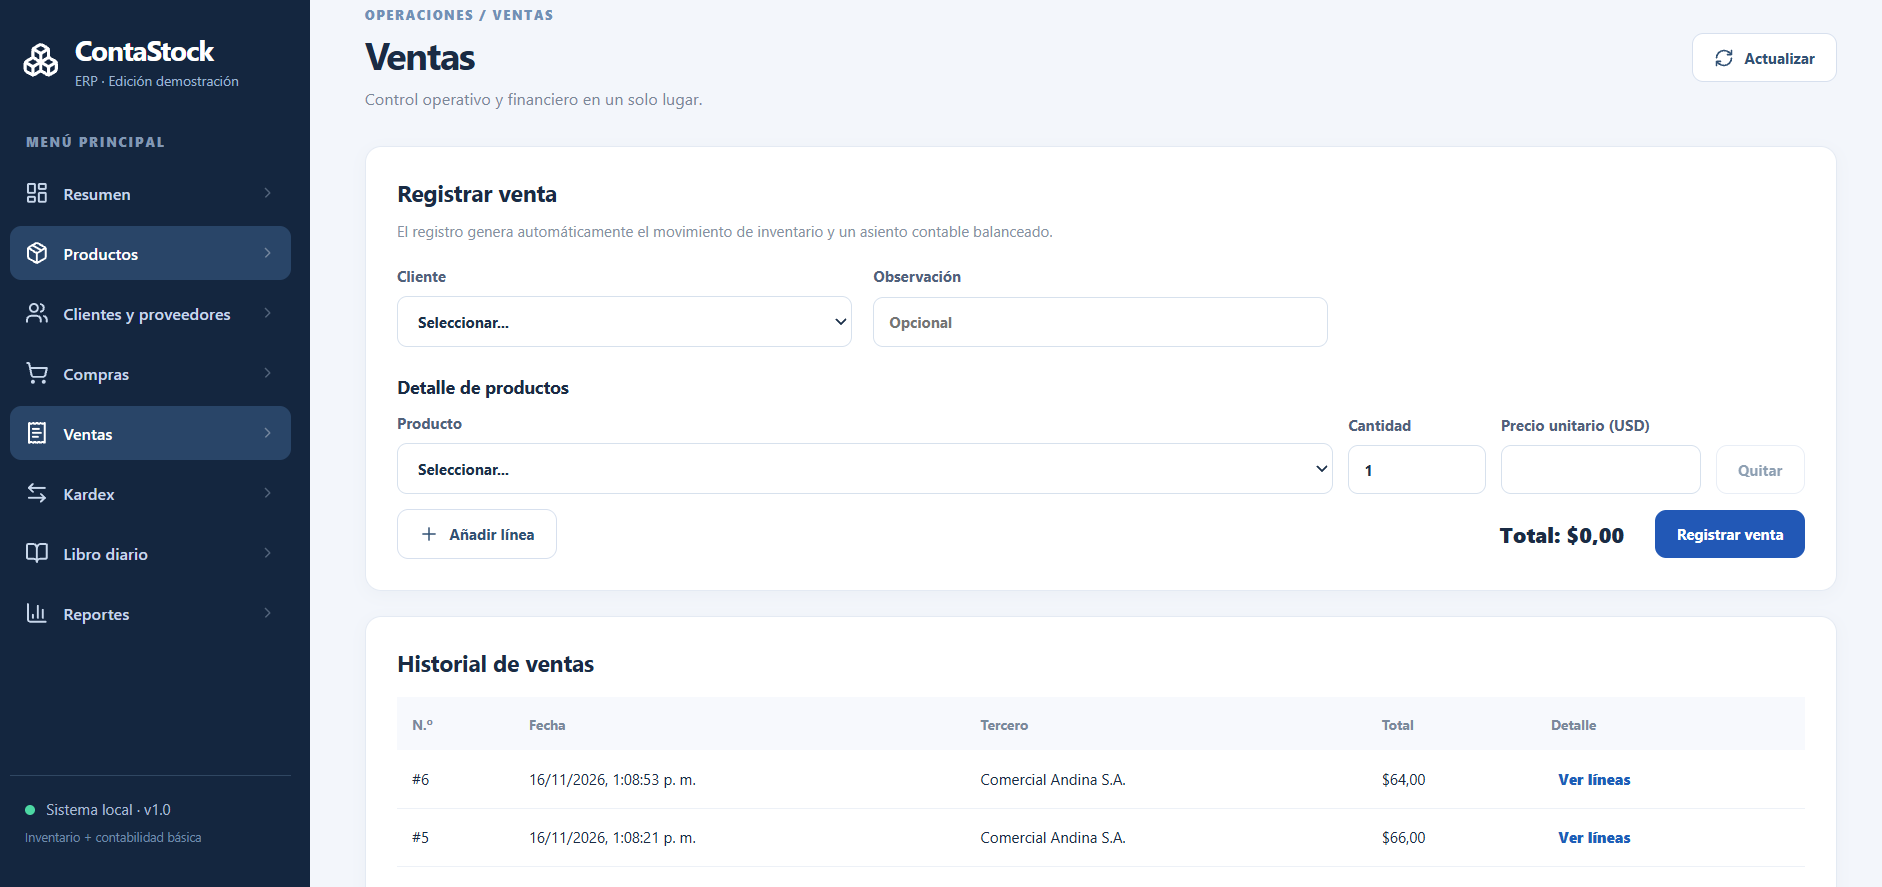 ContaStock
ERP · Edición demostración
MENÚ PRINCIPAL
Resumen
Productos
Clientes y proveedores
Compras
Ventas
Kardex
Libro diario
Reportes
Sistema local · v1.0
Inventario + contabilidad básica
OPERACIONES / VENTAS
Ventas
Control operativo y financiero en un solo lugar.
Actualizar
Registrar venta
El registro genera automáticamente el movimiento de inventario y un asiento contable balanceado.
Cliente
Seleccionar...
Observación
Opcional
Detalle de productos
Producto
Seleccionar...
Cantidad
1
Precio unitario (USD)
Quitar
Añadir línea
Total: $0,00
Registrar venta
Historial de ventas
N.º Fecha Tercero Total Detalle
#6 16/11/2026, 1:08:53 p. m. Comercial Andina S.A. $64,00 Ver líneas
#5 16/11/2026, 1:08:21 p. m. Comercial Andina S.A. $66,00 Ver líneas